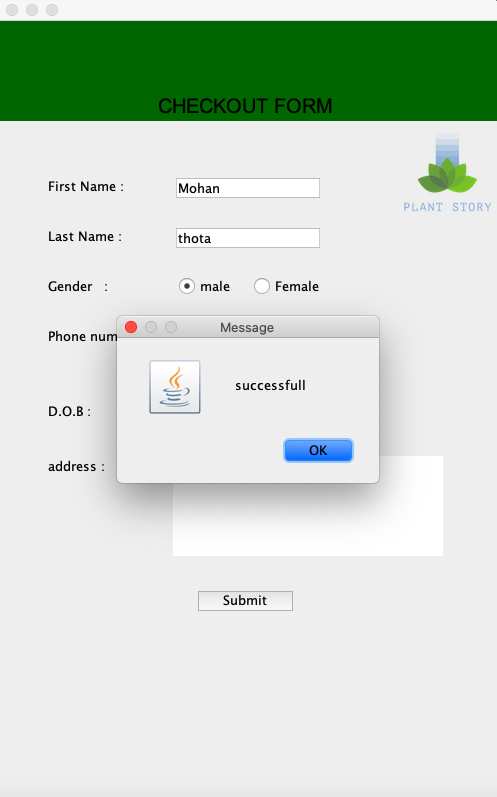 CHECKOUT FORM
PLANT STORY
First Name : Mohan
Last Name : thota
Gender : male Female
Phone num
Message
successfull
OK
D.O.B :
address :
Submit